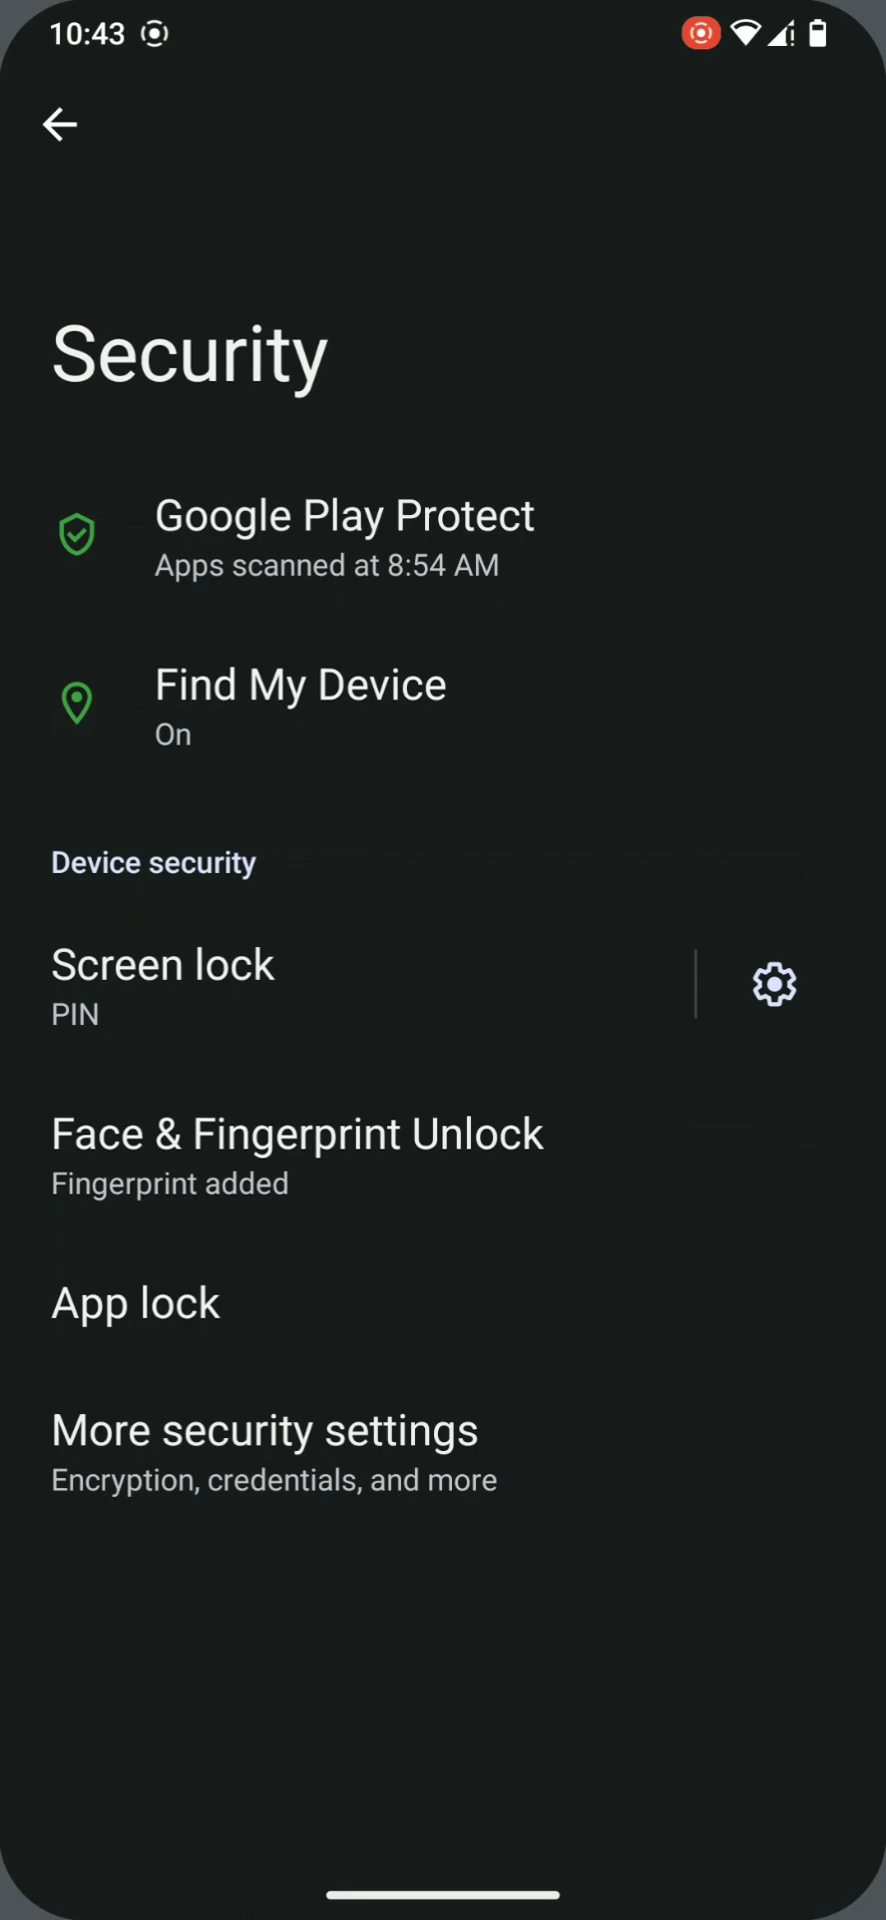 10:43
Security
Google Play Protect
Apps scanned at 8:54 AM
Find My Device
On
Device security
Screen lock
PIN
Face & Fingerprint Unlock
Fingerprint added
App lock
More security settings
Encryption, credentials, and more